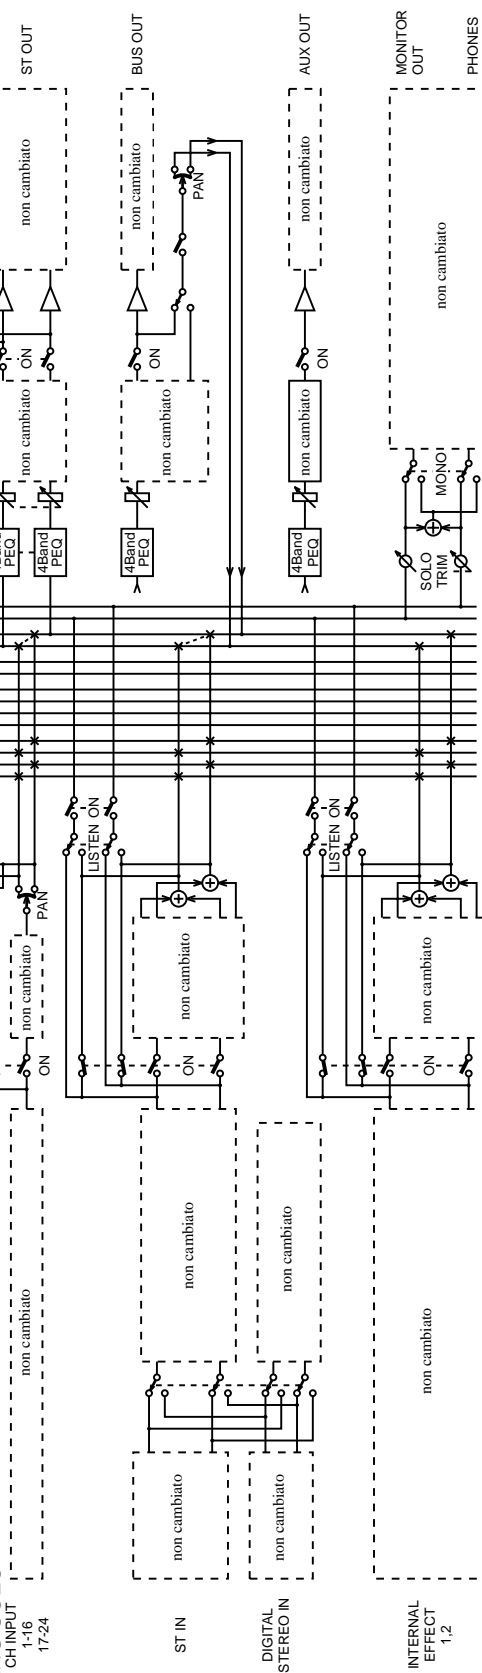 CH INPUT
1-16
17-24
non cambiato
ON
non cambiato
PAN
PEQ
4Band
PEQ
non cambiato
ON
non cambiato
ST OUT
ST IN
non cambiato
non cambiato
ON
non cambiato
LISTEN ON
4Band
PEQ
non cambiato
ON
non cambiato
PAN
BUS OUT
DIGITAL
STEREO IN
non cambiato
non cambiato
4Band
PEQ
non cambiato
ON
non cambiato
AUX OUT
INTERNAL
EFFECT
1,2
non cambiato
ON
non cambiato
LISTEN ON
SOLO
TRIM
MONO
non cambiato
MONITOR
OUT
PHONES